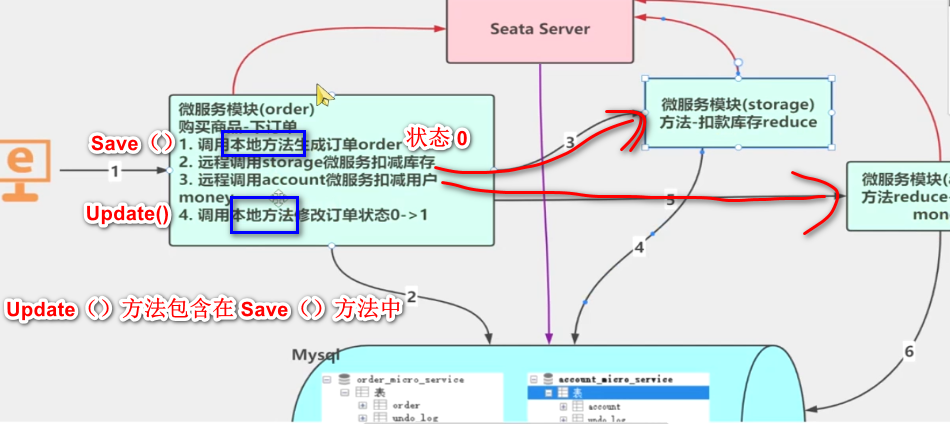 Seata Server
微服务模块(order)
购买商品-下订单
Save（）
1. 调用本地方法生成订单order
状态 0
2. 远程调用storage微服务扣减库存
3. 远程调用account微服务扣减用户
money
Update()
4. 调用本地方法修改订单状态0->1
微服务模块(storage)
方法-扣款库存reduce
微服务模块(a
方法reduce-
mon
e
1
3
5
4
2
6
Update（）方法包含在 Save（）方法中
Mysql
order_micro_service
表
order
undo_log
account_micro_service
表
account
undo_log